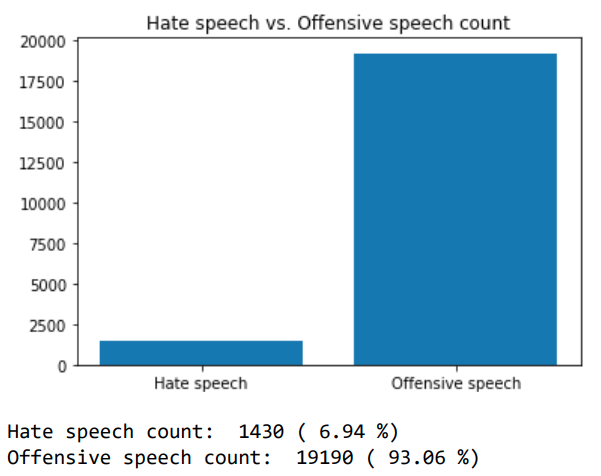 Hate speech vs. Offensive speech count
20000
17500
15000
12500
10000
7500
5000
2500
0
Hate speech Offensive speech
Hate speech count:  1430 ( 6.94 %)
Offensive speech count:  19190 ( 93.06 %)